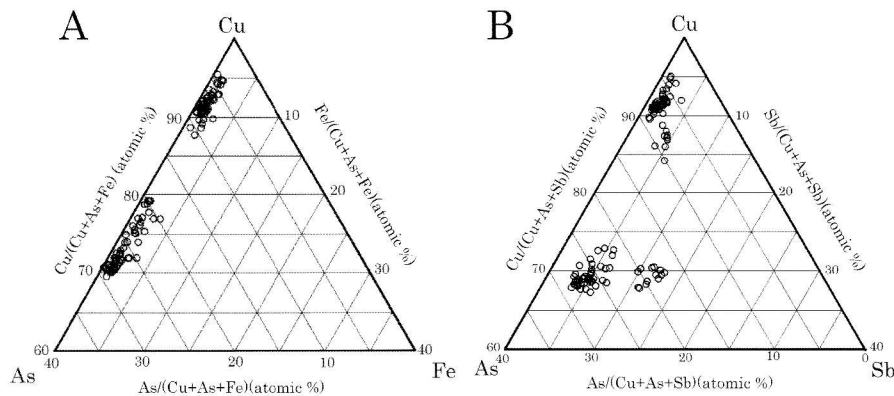 A
Cu
Cu/(Cu+As+Fe) (atomic %)
Fe/(Cu+As+Fe)(atomic %)
90
10
80
20
70
30
60
40
30
20
10
40
As
Fe
As/(Cu+As+Fe)(atomic %)
B
Cu
Cu/(Cu+As+Sb)(atomic %)
Sb/(Cu+As+Sb)(atomic %)
90
10
80
20
70
30
40
30
20
10
0
40
As
Sb
As/(Cu+As+Sb)(atomic %)